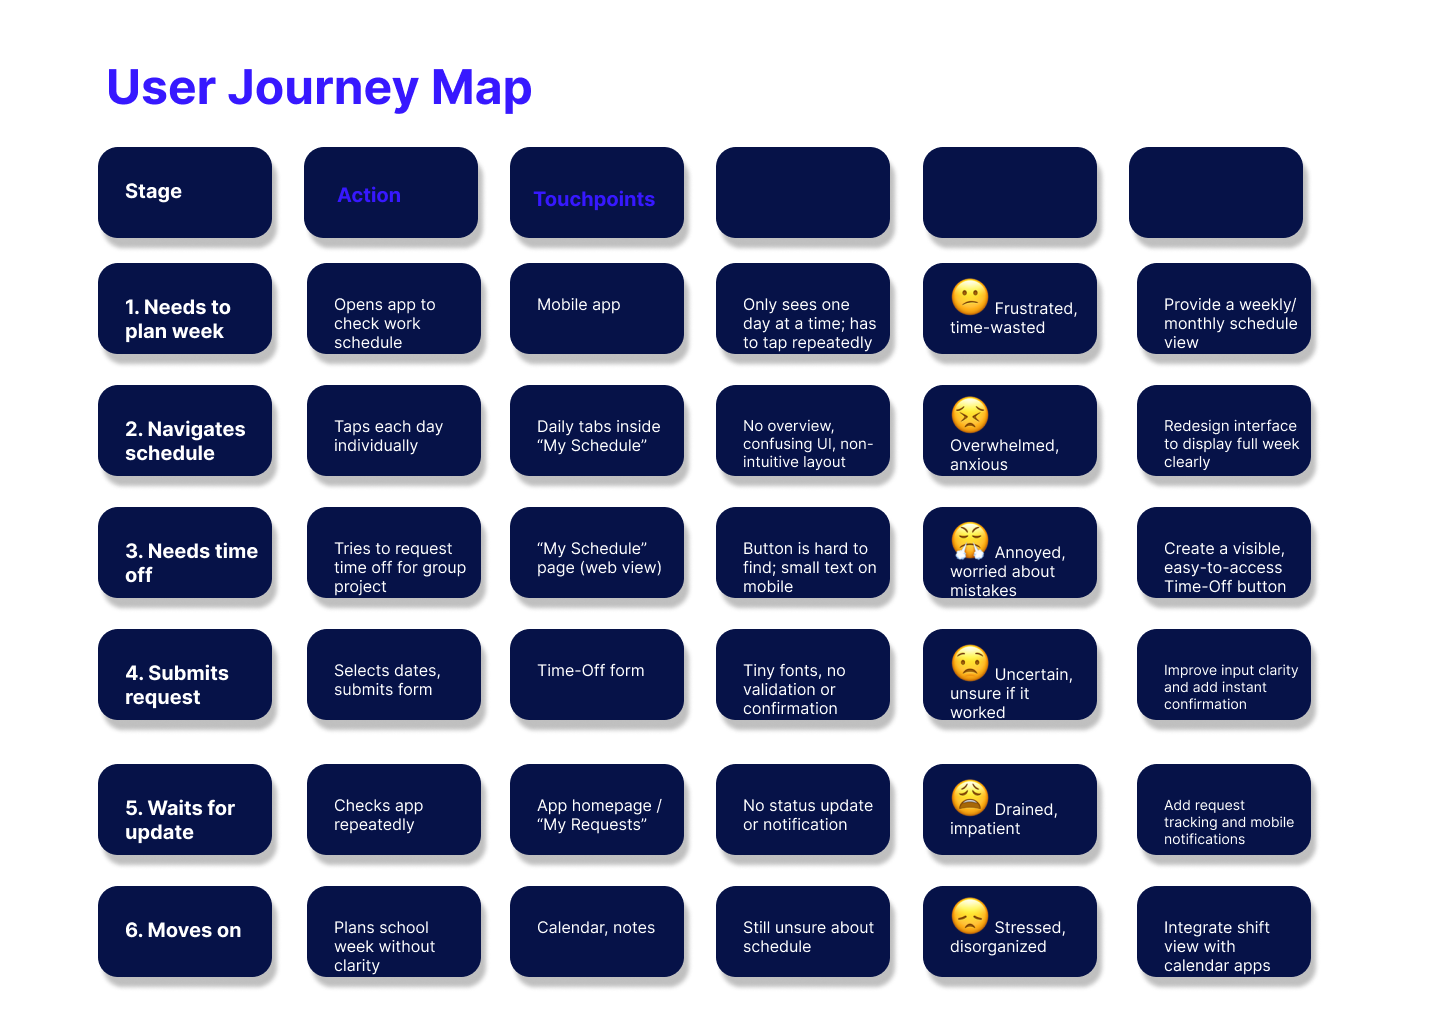 User Journey Map
Stage
Action
Touchpoints
1. Needs to
plan week
Opens app to
check work
schedule
Mobile app
Only sees one
day at a time; has
to tap repeatedly
😕 Frustrated,
time-wasted
Provide a weekly/
monthly schedule
view
2. Navigates
schedule
Taps each day
individually
Daily tabs inside
“My Schedule”
No overview,
confusing UI, non-
intuitive layout
😣
Overwhelmed,
anxious
Redesign interface
to display full week
clearly
3. Needs time
off
Tries to request
time off for group
project
“My Schedule”
page (web view)
Button is hard to
find; small text on
mobile
😤 Annoyed,
worried about
mistakes
Create a visible,
easy-to-access
Time-Off button
4. Submits
request
Selects dates,
submits form
Time-Off form
Tiny fonts, no
validation or
confirmation
😟 Uncertain,
unsure if it
worked
Improve input clarity
and add instant
confirmation
5. Waits for
update
Checks app
repeatedly
App homepage /
“My Requests”
No status update
or notification
😩 Drained,
impatient
Add request
tracking and mobile
notifications
6. Moves on
Plans school
week without
clarity
Calendar, notes
Still unsure about
schedule
😞 Stressed,
disorganized
Integrate shift
view with
calendar apps